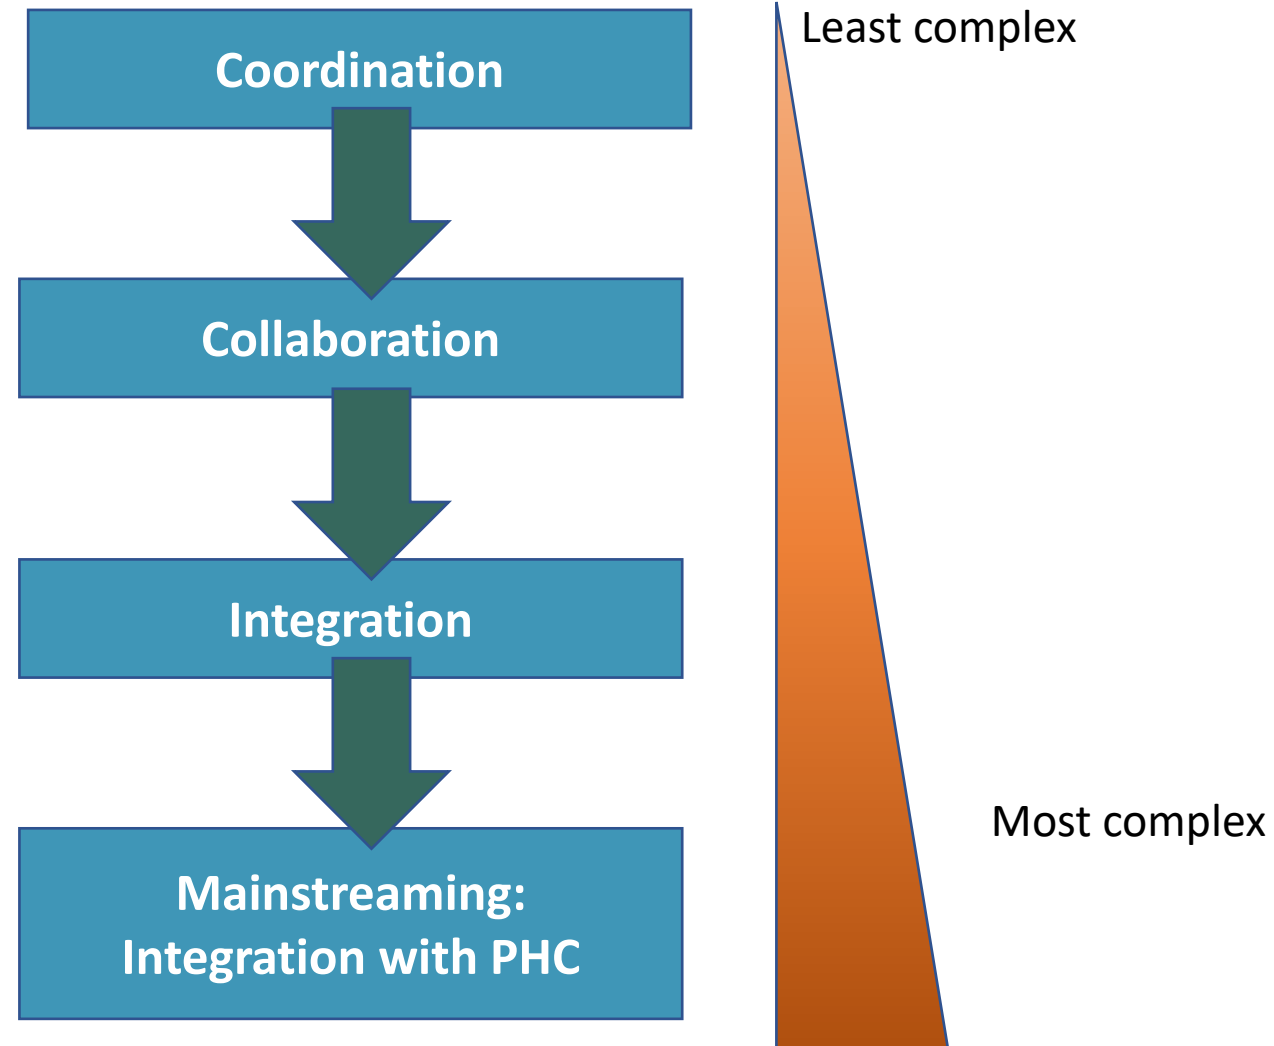 Least complex
Coordination
Collaboration
Integration
Most complex
Mainstreaming:
Integration with PHC